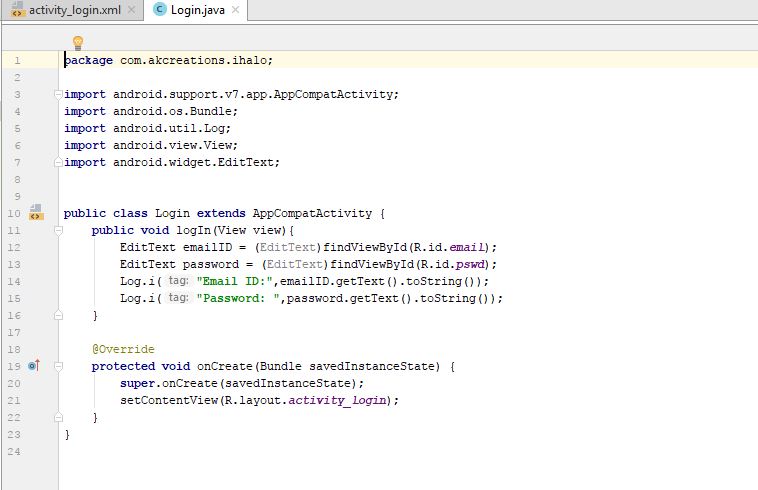 activity_login.xml Login.java
1 package com.akcreations.ihalo;
2
3 import android.support.v7.app.AppCompatActivity;
4 import android.os.Bundle;
5 import android.util.Log;
6 import android.view.View;
7 import android.widget.EditText;
8
9
10 public class Login extends AppCompatActivity {
11 public void logIn(View view){
12 EditText emailID = (EditText)findViewById(R.id.email);
13 EditText password = (EditText)findViewById(R.id.pswd);
14 Log.i( tag: "Email ID:",emailID.getText().toString());
15 Log.i( tag: "Password: ",password.getText().toString());
16 }
17
18 @Override
19 protected void onCreate(Bundle savedInstanceState) {
20 super.onCreate(savedInstanceState);
21 setContentView(R.layout.activity_login);
22 }
23 }
24